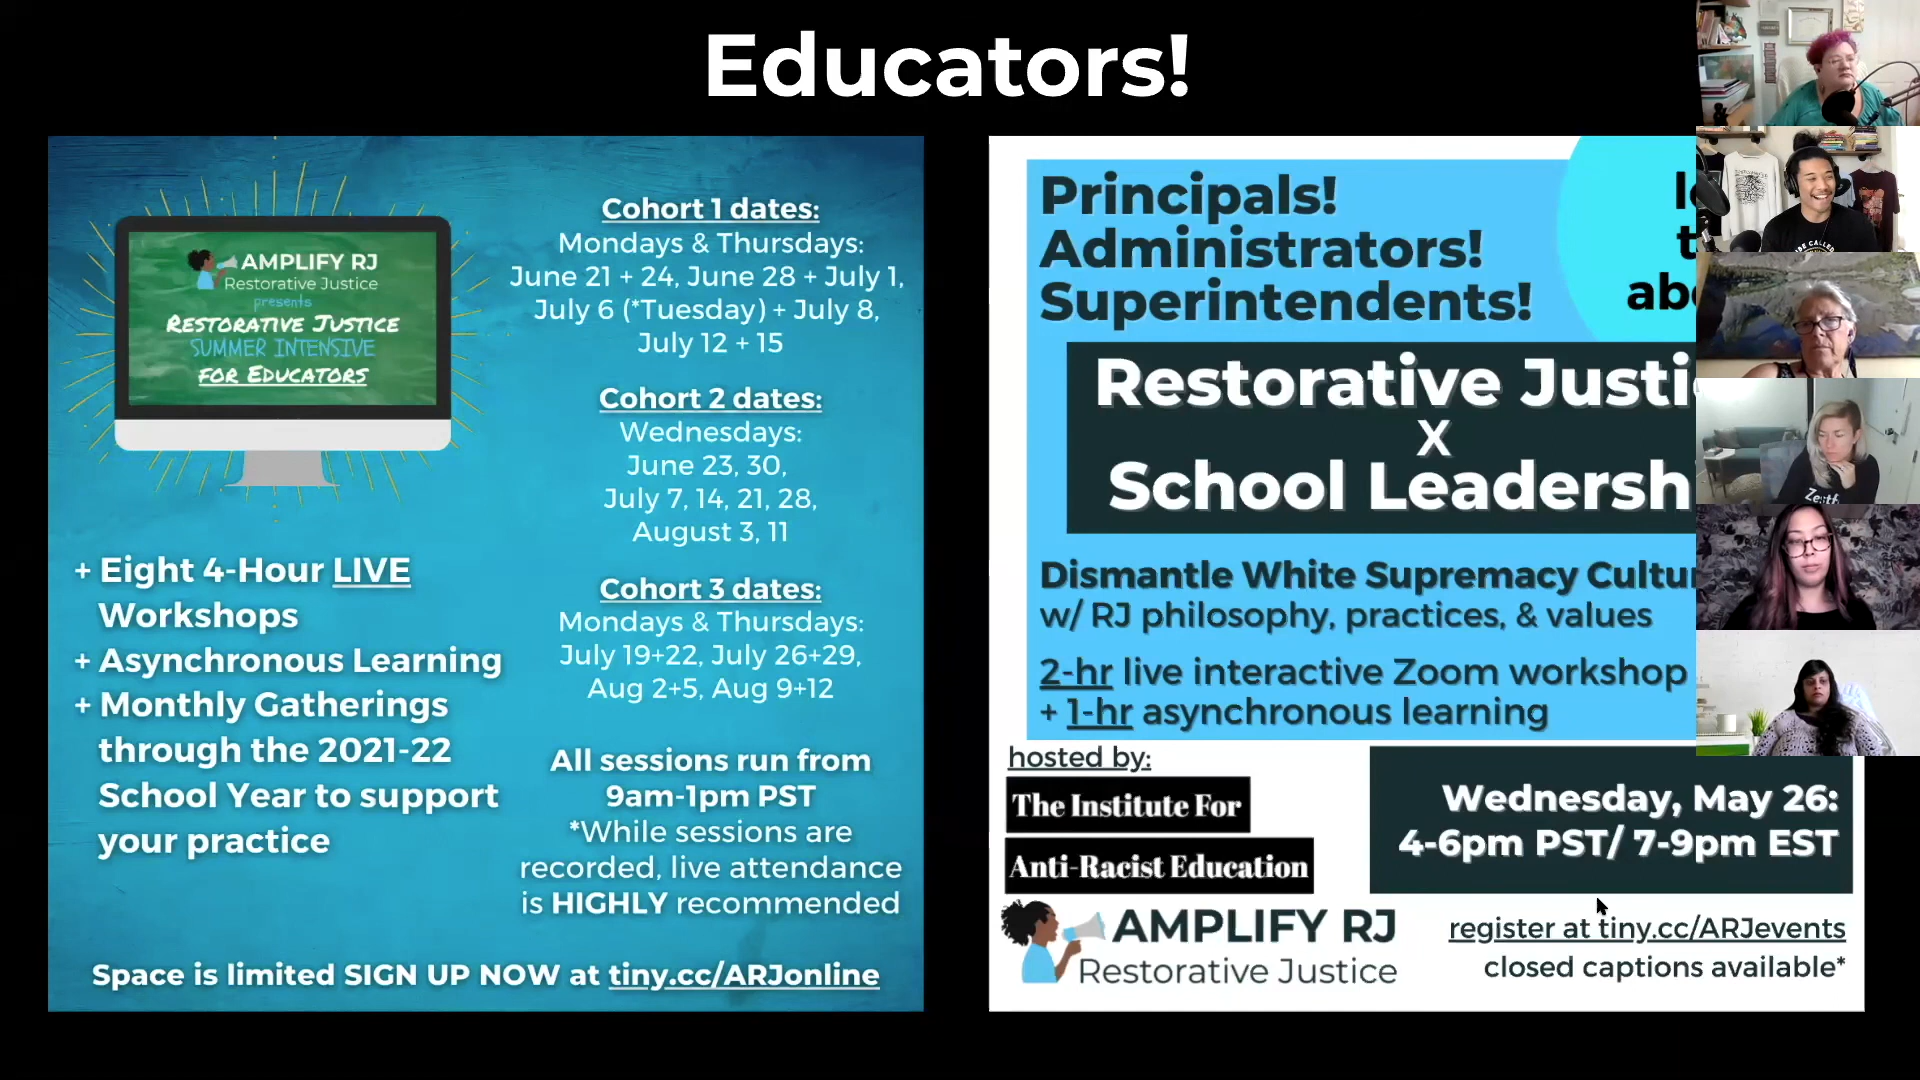 Educators!
AMPLIFY RJ
Restorative Justice
presents
RESTORATIVE JUSTICE
SUMMER INTENSIVE
FOR EDUCATORS
+ Eight 4-Hour LIVE
Workshops
+ Asynchronous Learning
+ Monthly Gatherings
through the 2021-22
School Year to support
your practice
Cohort 1 dates:
Mondays & Thursdays:
June 21 + 24, June 28 + July 1,
July 6 (*Tuesday) + July 8,
July 12 + 15
Cohort 2 dates:
Wednesdays:
June 23, 30,
July 7, 14, 21, 28,
August 3, 11
Cohort 3 dates:
Mondays & Thursdays:
July 19+22, July 26+29,
Aug 2+5, Aug 9+12
All sessions run from
9am-1pm PST
*While sessions are
recorded, live attendance
is HIGHLY recommended
Space is limited SIGN UP NOW at tiny.cc/ARJonline
Principals!
Administrators!
Superintendents!
Restorative Justi
X
School Leadersh
Dismantle White Supremacy Cultur
w/ RJ philosophy, practices, & values
2-hr live interactive Zoom workshop
+ 1-hr asynchronous learning
hosted by:
The Institute For
Anti-Racist Education
AMPLIFY RJ
Restorative Justice
Wednesday, May 26:
4-6pm PST/ 7-9pm EST
register at tiny.cc/ARJevents
closed captions available*